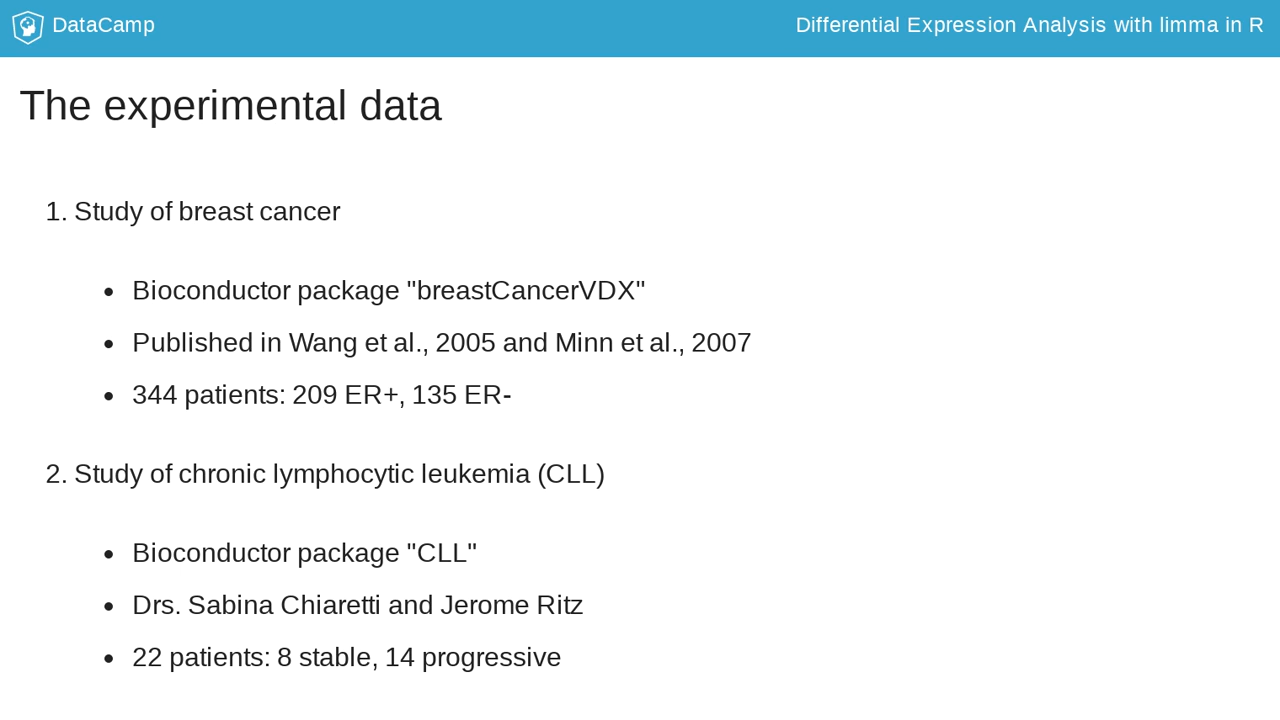 DataCamp
Differential Expression Analysis with limma in R
The experimental data
1. Study of breast cancer
• Bioconductor package "breastCancerVDX"
• Published in Wang et al., 2005 and Minn et al., 2007
• 344 patients: 209 ER+, 135 ER-
2. Study of chronic lymphocytic leukemia (CLL)
• Bioconductor package "CLL"
• Drs. Sabina Chiaretti and Jerome Ritz
• 22 patients: 8 stable, 14 progressive